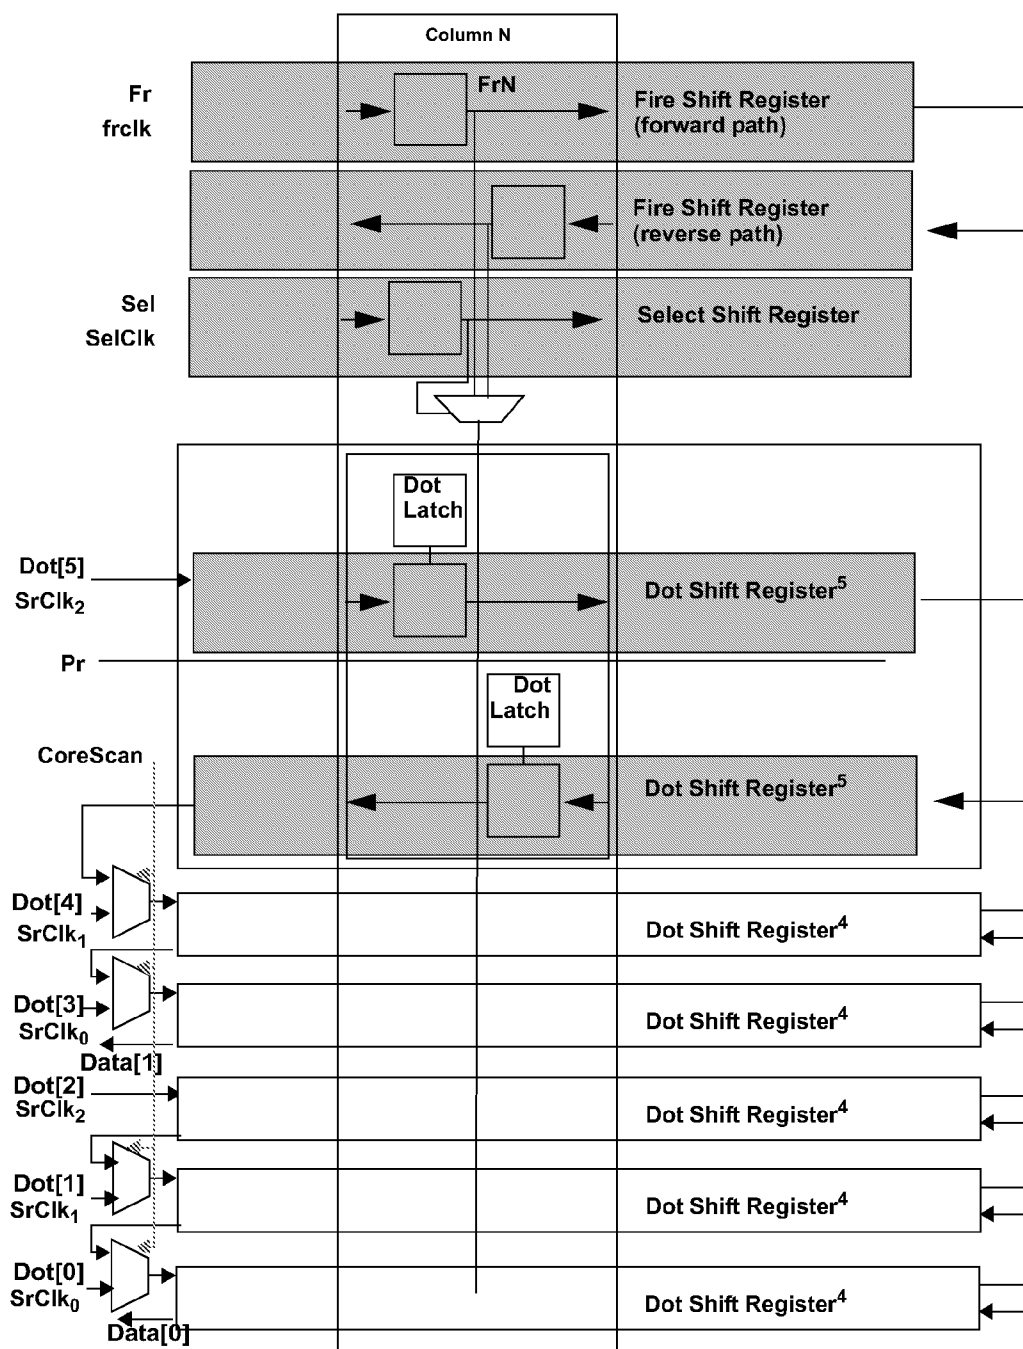 Column N
Fr
frclk
FrN
Fire Shift Register
(forward path)
Fire Shift Register
(reverse path)
Sel
SelClk
Select Shift Register
Dot
Latch
Dot[5]
SrClk2
Dot Shift Register5
Pr
Dot
Latch
CoreScan
Dot Shift Register5
Dot[4]
SrClk1
Dot Shift Register4
Dot[3]
SrClk0
Dot Shift Register4
Data[1]
Dot[2]
SrClk2
Dot Shift Register4
Dot[1]
SrClk1
Dot Shift Register4
Dot[0]
SrClk0
Dot Shift Register4
Data[0]